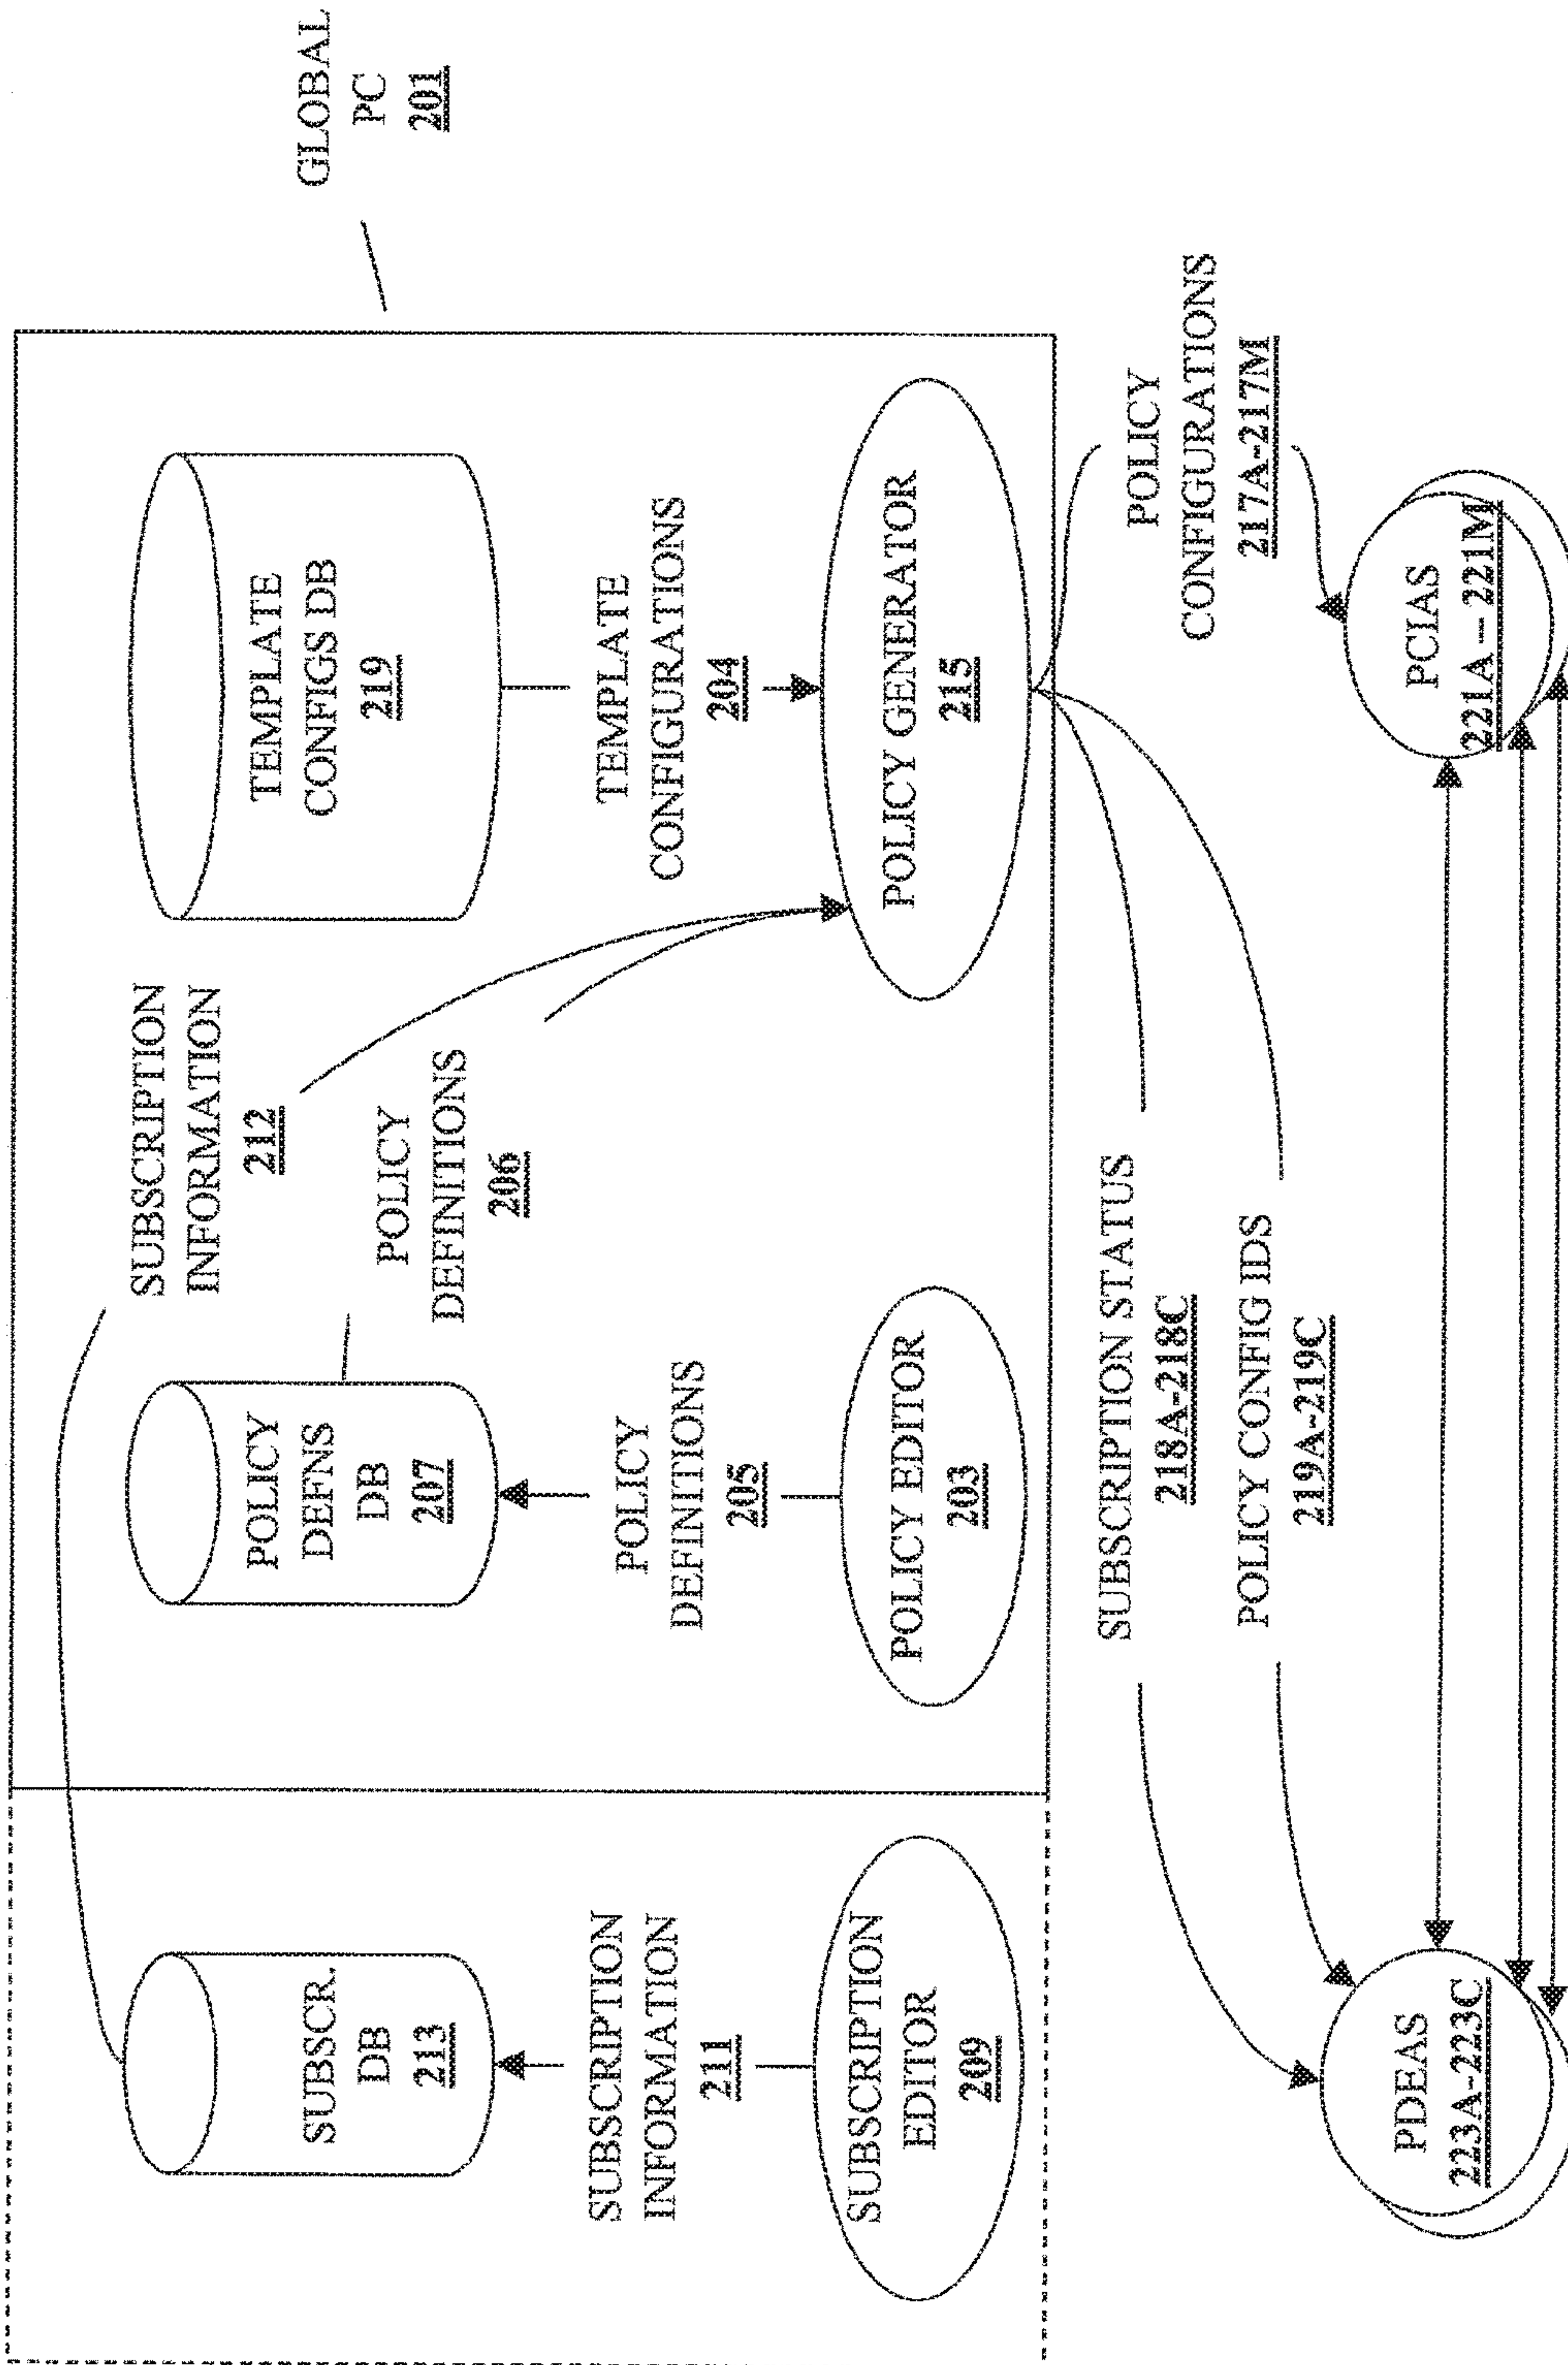 GLOBAL
PC
201
SUBSCR.
DB
213
SUBSCRIPTION
INFORMATION
211
SUBSCRIPTION
EDITOR
209
POLICY
DEFNS
DB
207
POLICY
DEFINITIONS
205
POLICY EDITOR
203
SUBSCRIPTION
INFORMATION
212
POLICY
DEFINITIONS
206
TEMPLATE
CONFIGS DB
219
TEMPLATE
CONFIGURATIONS
204
POLICY GENERATOR
215
SUBSCRIPTION STATUS
218A-218C
POLICY CONFIG IDS
219A-219C
POLICY
CONFIGURATIONS
217A-217M
PDEAS
223A-223C
PCIAS
221A – 221M